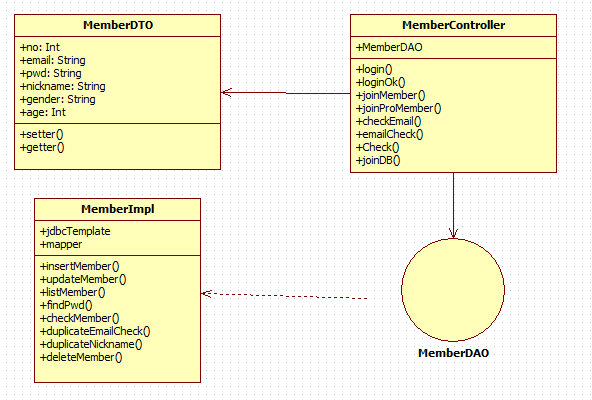 MemberDTO
+no: Int
+email: String
+pwd: String
+nickname: String
+gender: String
+age: Int
+setter()
+getter()
MemberController
+MemberDAO
+login()
+loginOk()
+joinMember()
+joinProMember()
+checkEmail()
+emailCheck()
+Check()
+joinDB()
MemberImpl
+jdbcTemplate
+mapper
+insertMember()
+updateMember()
+listMember()
+findPwd()
+checkMember()
+duplicateEmailCheck()
+duplicateNickname()
+deleteMember()
MemberDAO